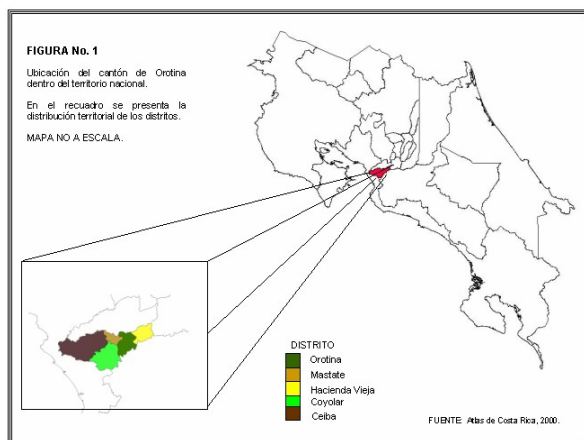 FIGURA No. 1
Ubicación del cantón de Orotina
dentro del territorio nacional.
En el recuadro se presenta la
distribución territorial de los distritos.
MAPA NO A ESCALA.
DISTRITO
Orotina
Mastate
Hacienda Vieja
Coyolar
Ceiba
FUENTE: Atlas de Costa Rica, 2000.